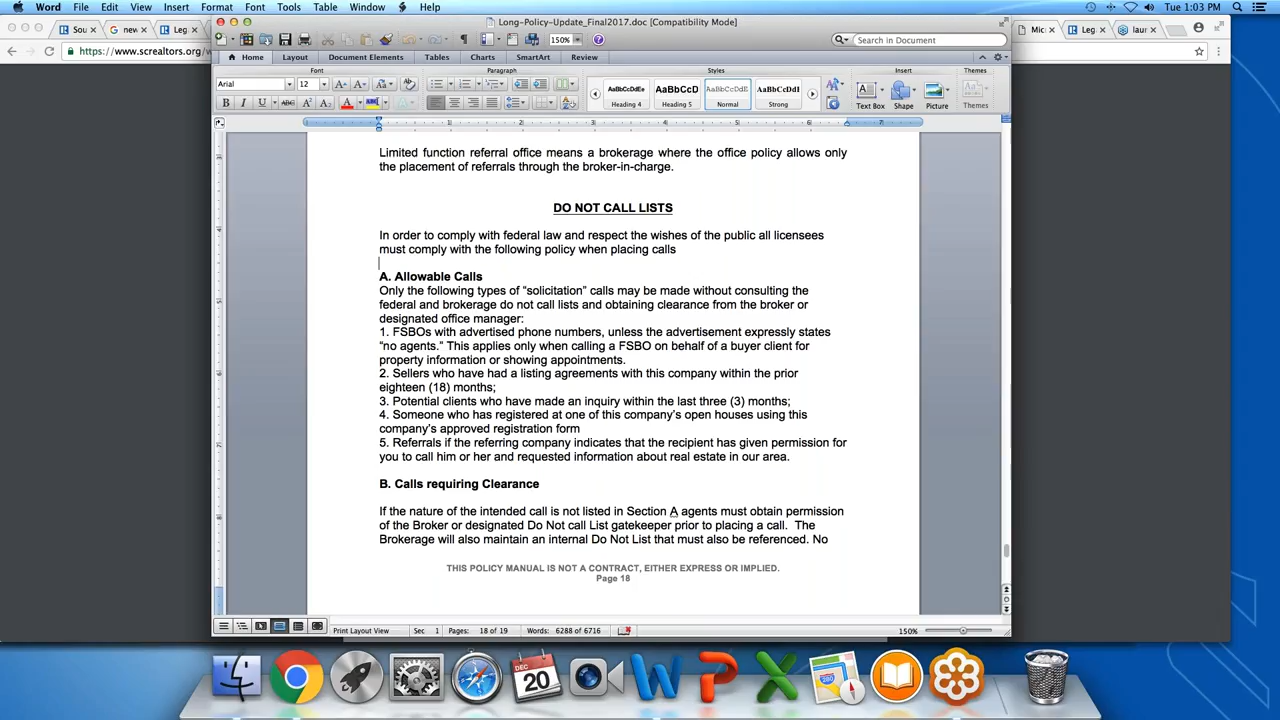 Word File Edit View Insert Format Font Tools Table Window Help
Tue 1:03 PM
Long-Policy-Update_Final2017.doc [Compatibility Mode]
Sou
new
Leg
Mic
Leg
laur
https://www.screaltors.org/
150%
Search in Document
Home Layout Document Elements Tables Charts SmartArt Review
Font Paragraph Styles Insert Themes
Arial 12
AaBbCcDdEe AaBbCcD AaBbCcDdE AaBbCcDdI
Heading 4 Heading 5 Normal Strong
Text Box Shape Picture Themes
Limited function referral office means a brokerage where the office policy allows only
the placement of referrals through the broker-in-charge.
DO NOT CALL LISTS
In order to comply with federal law and respect the wishes of the public all licensees
must comply with the following policy when placing calls
A. Allowable Calls
Only the following types of “solicitation” calls may be made without consulting the
federal and brokerage do not call lists and obtaining clearance from the broker or
designated office manager:
1. FSBOs with advertised phone numbers, unless the advertisement expressly states
“no agents.” This applies only when calling a FSBO on behalf of a buyer client for
property information or showing appointments.
2. Sellers who have had a listing agreements with this company within the prior
eighteen (18) months;
3. Potential clients who have made an inquiry within the last three (3) months;
4. Someone who has registered at one of this company’s open houses using this
company’s approved registration form
5. Referrals if the referring company indicates that the recipient has given permission for
you to call him or her and requested information about real estate in our area.
B. Calls requiring Clearance
If the nature of the intended call is not listed in Section A agents must obtain permission
of the Broker or designated Do Not call List gatekeeper prior to placing a call. The
Brokerage will also maintain an internal Do Not List that must also be referenced. No
THIS POLICY MANUAL IS NOT A CONTRACT, EITHER EXPRESS OR IMPLIED.
Page 18
Print Layout View Sec 1 Pages: 18 of 19 Words: 6288 of 6716 150%
DEC
20